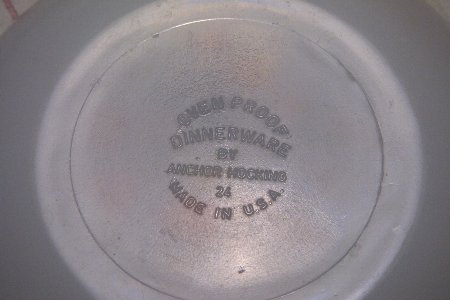 OVEN PROOF
DINNERWARE
BY
ANCHOR HOCKING
24
MADE IN U.S.A.